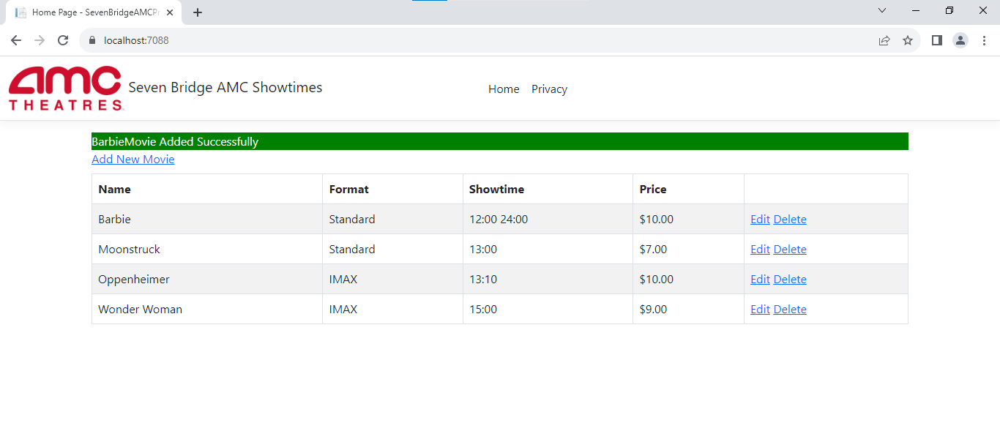 Home Page - SevenBridgeAMCPr
localhost:7088
amc
THEATRES.
Seven Bridge AMC Showtimes
Home Privacy
BarbieMovie Added Successfully
Add New Movie
Name Format Showtime Price
Barbie Standard 12:00 24:00 $10.00 Edit Delete
Moonstruck Standard 13:00 $7.00 Edit Delete
Oppenheimer IMAX 13:10 $10.00 Edit Delete
Wonder Woman IMAX 15:00 $9.00 Edit Delete